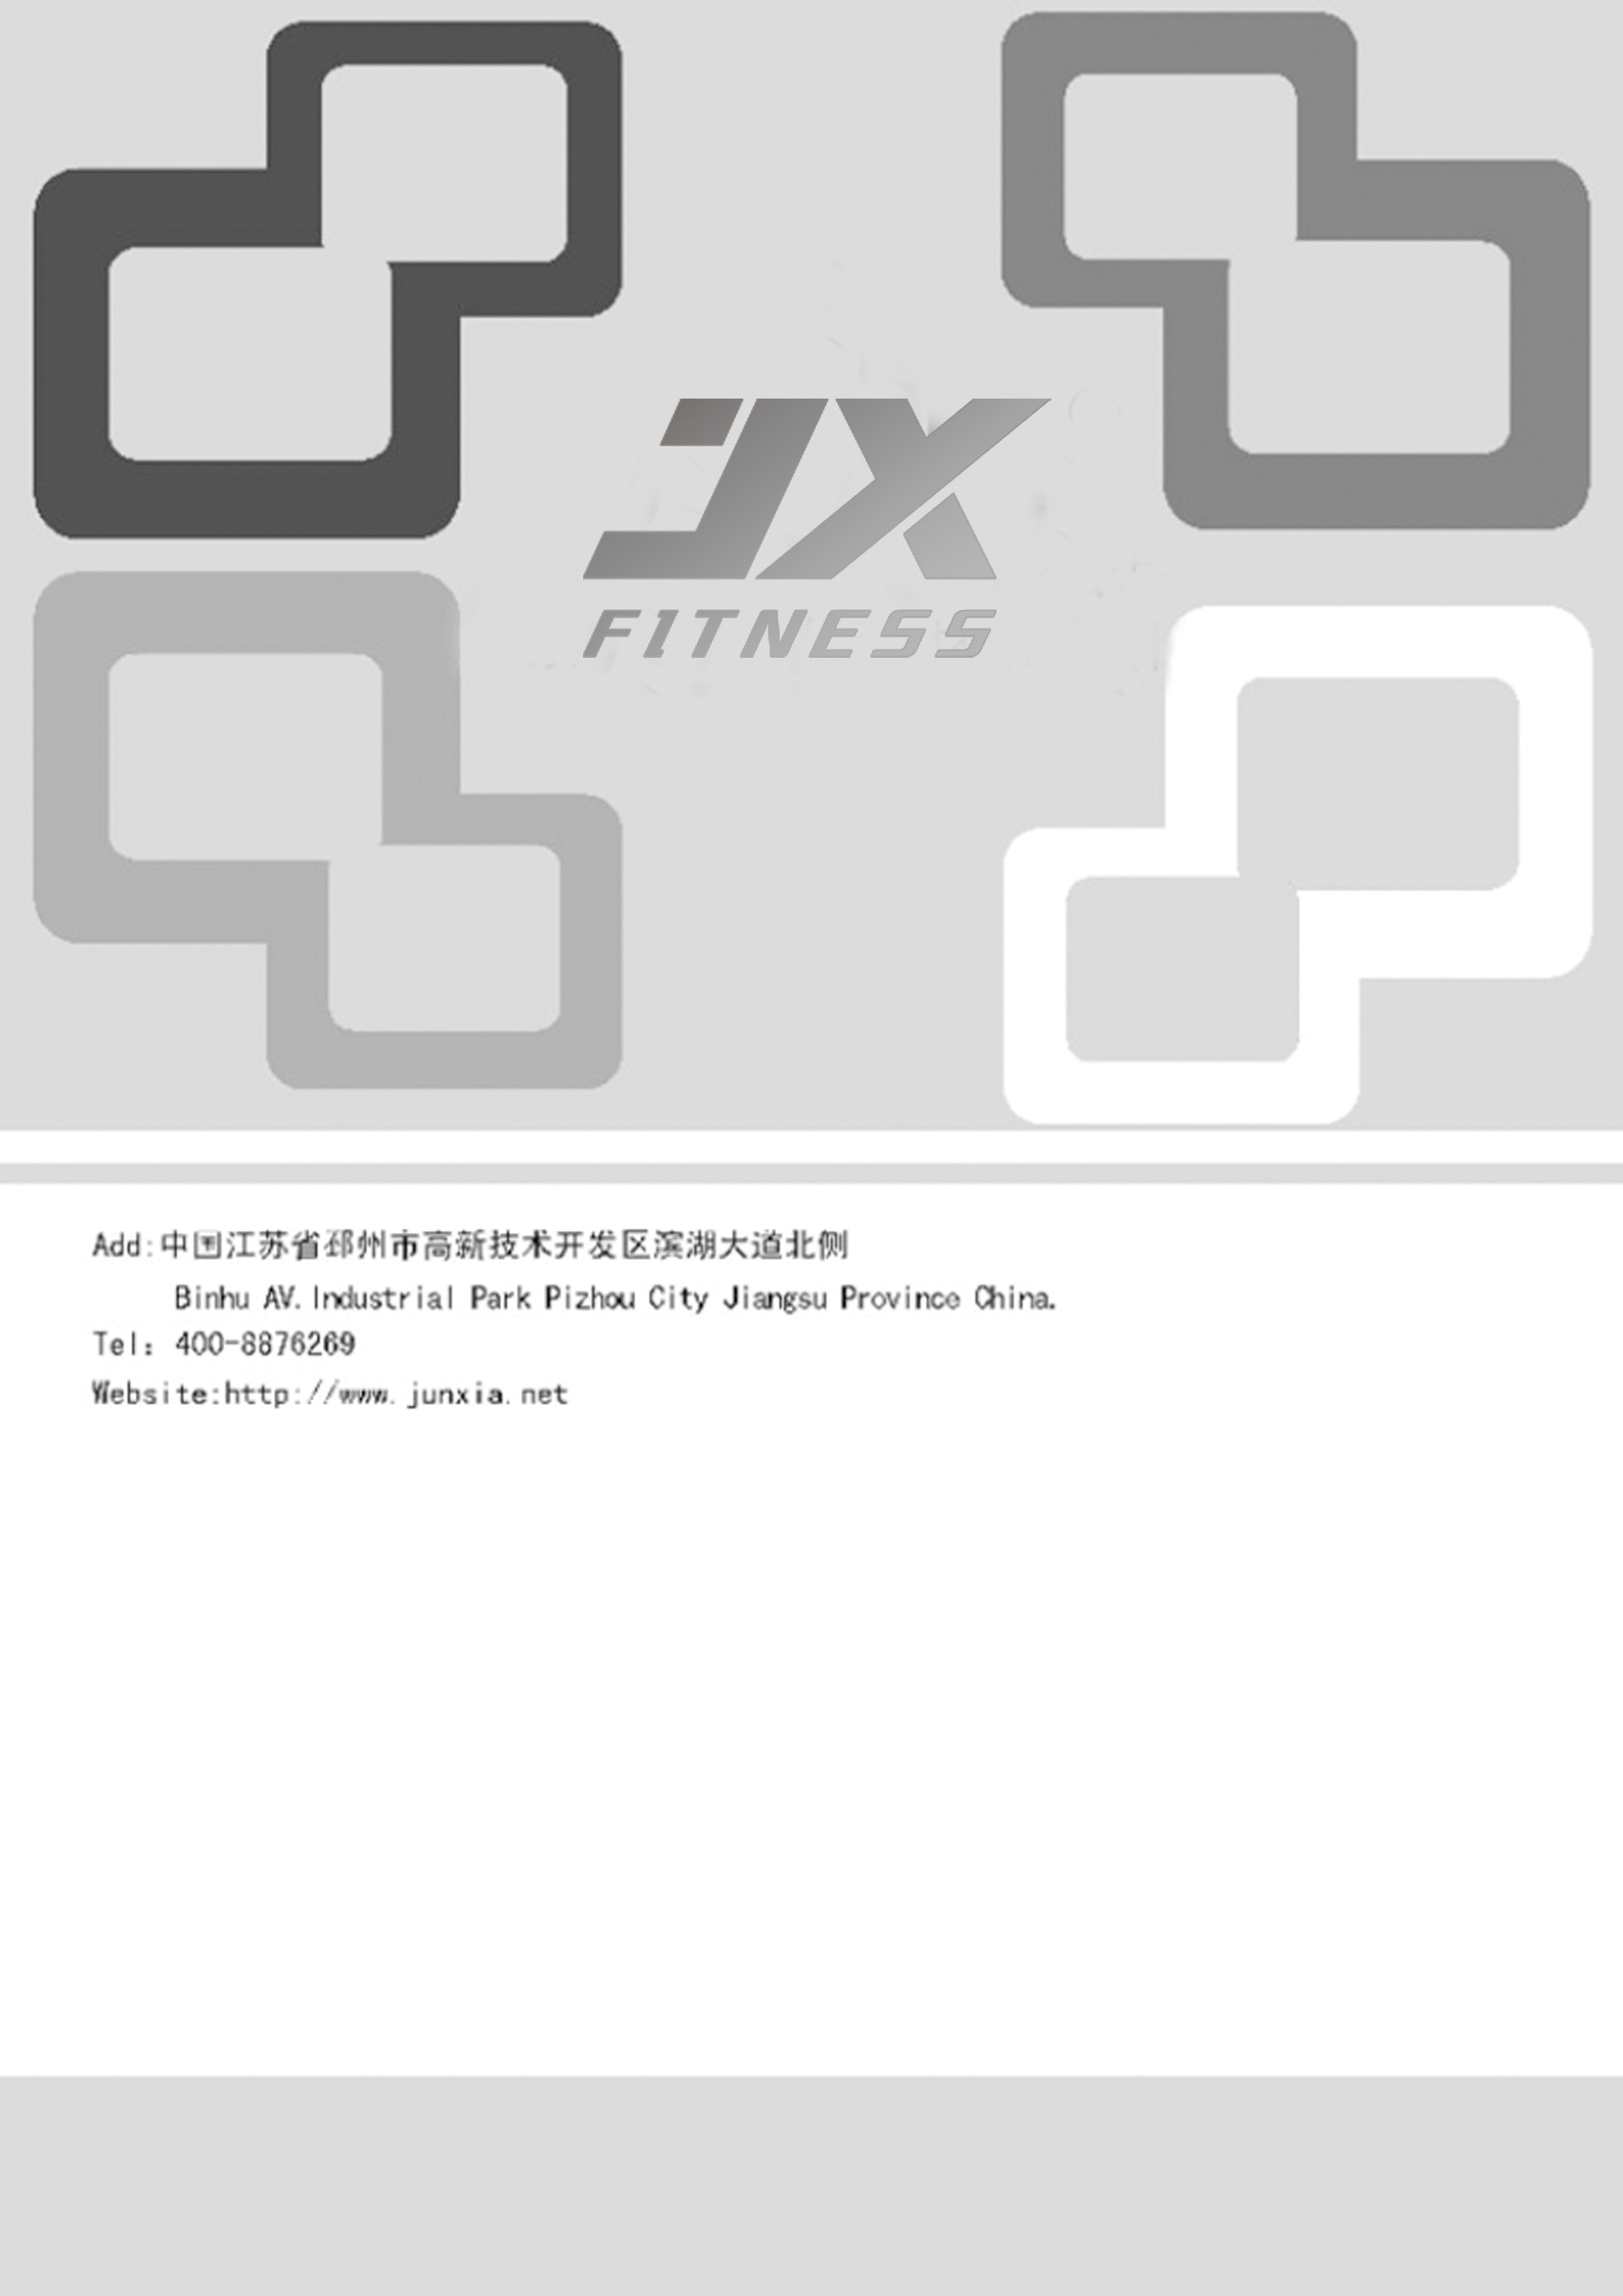 JX
FITNESS
Add:中国江苏省邳州市高新技术开发区滨湖大道北侧
Binhu AV. Industrial Park Pizhou City Jiangsu Province China.
Tel: 400-8876269
Website:http://www.junxia.net